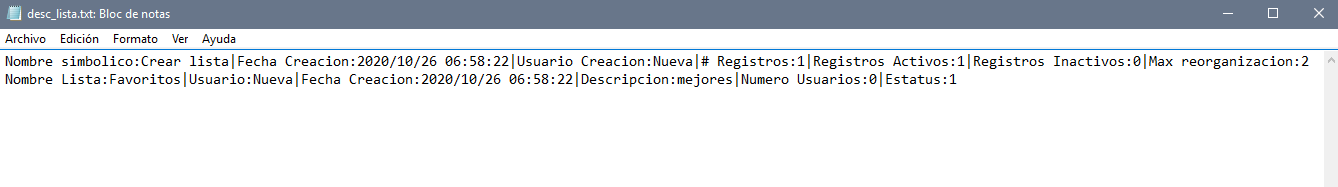 desc_lista.txt: Bloc de notas
Archivo Edición Formato Ver Ayuda
Nombre simbolico:Crear lista|Fecha Creacion:2020/10/26 06:58:22|Usuario Creacion:Nueva|# Registros:1|Registros Activos:1|Registros Inactivos:0|Max reorganizacion:2
Nombre Lista:Favoritos|Usuario:Nueva|Fecha Creacion:2020/10/26 06:58:22|Descripcion:mejores|Numero Usuarios:0|Estatus:1